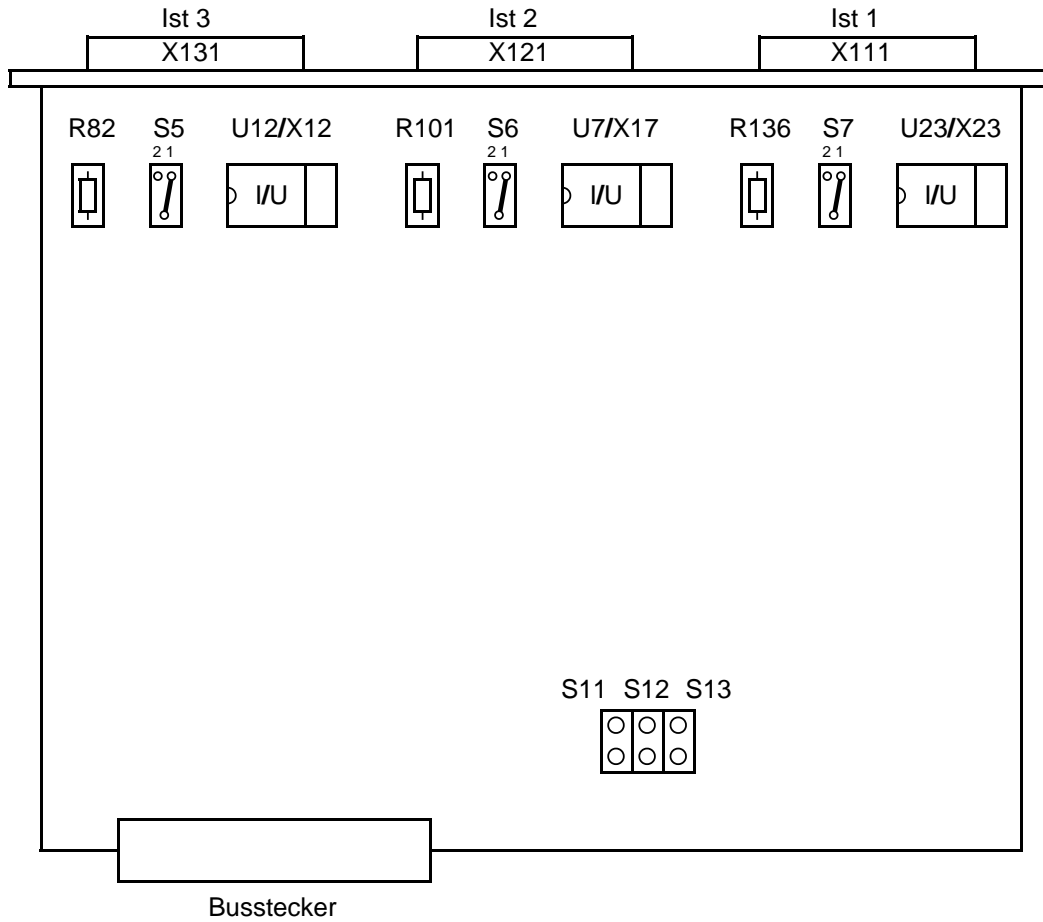 Ist 3 Ist 2 Ist 1
X131 X121 X111
R82 S5 U12/X12 R101 S6 U7/X17 R136 S7 U23/X23
2 1 2 1 2 1
I/U I/U I/U
S11 S12 S13
Busstecker